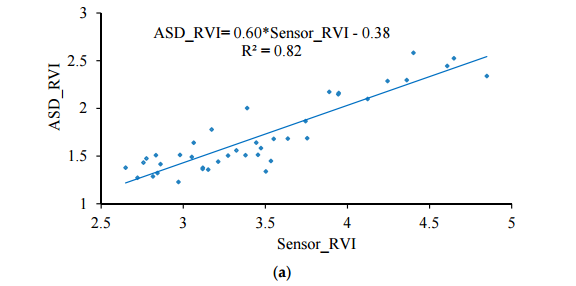 3
ASD_RVI= 0.60*Sensor_RVI - 0.38
R² = 0.82
2.5
ASD_RVI
2
1.5
1
2.5 3 3.5 4 4.5 5
Sensor_RVI
(a)